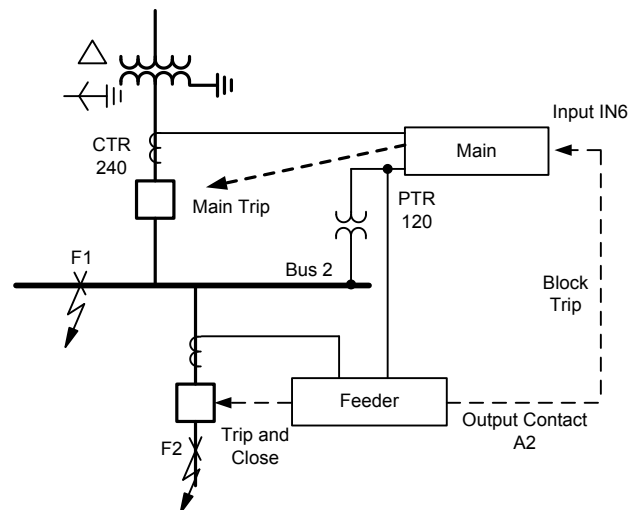 Input IN6
CTR
240
Main
Main Trip
PTR
120
F1
Bus 2
Block
Trip
Feeder
F2
Trip and
Close
Output Contact
A2